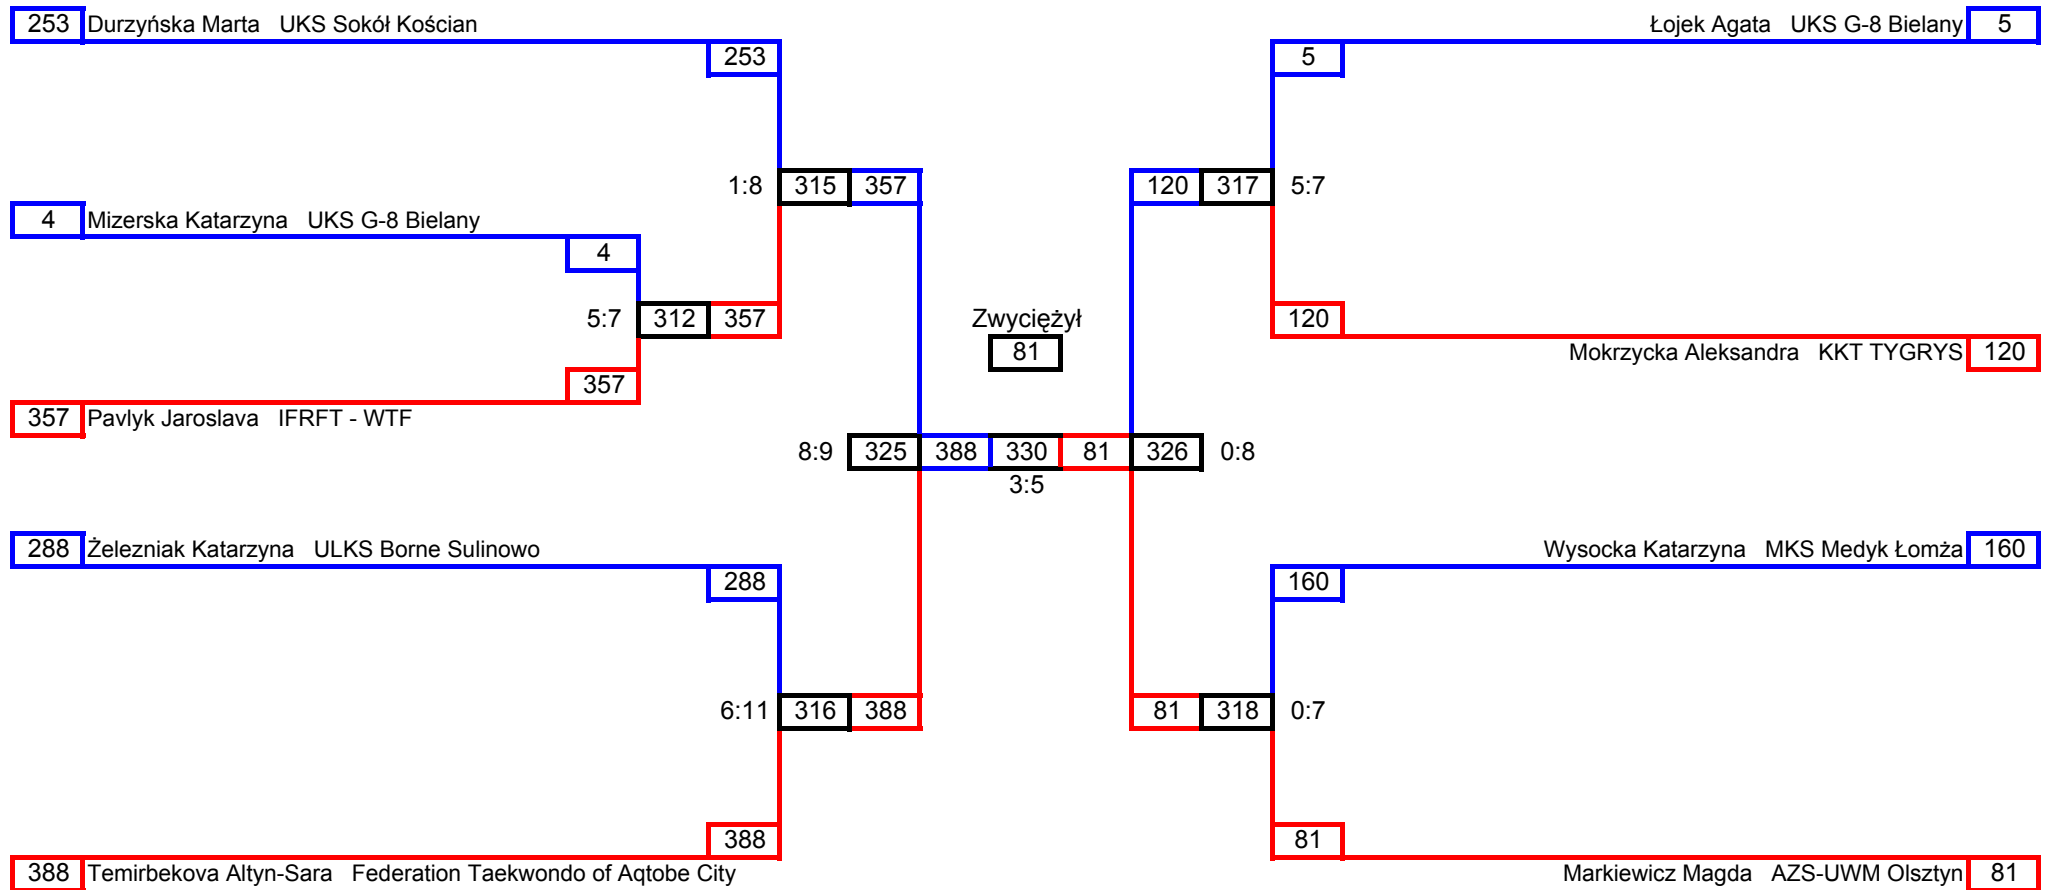 253 Durzyńska Marta UKS Sokół Kościan
Łojek Agata UKS G-8 Bielany 5
253
5
1:8 315 357
120 317 5:7
4 Mizerska Katarzyna UKS G-8 Bielany
4
5:7 312 357
Zwyciężył
120
81
Mokrzycka Aleksandra KKT TYGRYS 120
357
357 Pavlyk Jaroslava IFRFT - WTF
8:9 325 388 330 81 326 0:8
3:5
288 Żelezniak Katarzyna ULKS Borne Sulinowo
Wysocka Katarzyna MKS Medyk Łomża 160
288
160
6:11 316 388
81 318 0:7
388
81
388 Temirbekova Altyn-Sara Federation Taekwondo of Aqtobe City
Markiewicz Magda AZS-UWM Olsztyn 81